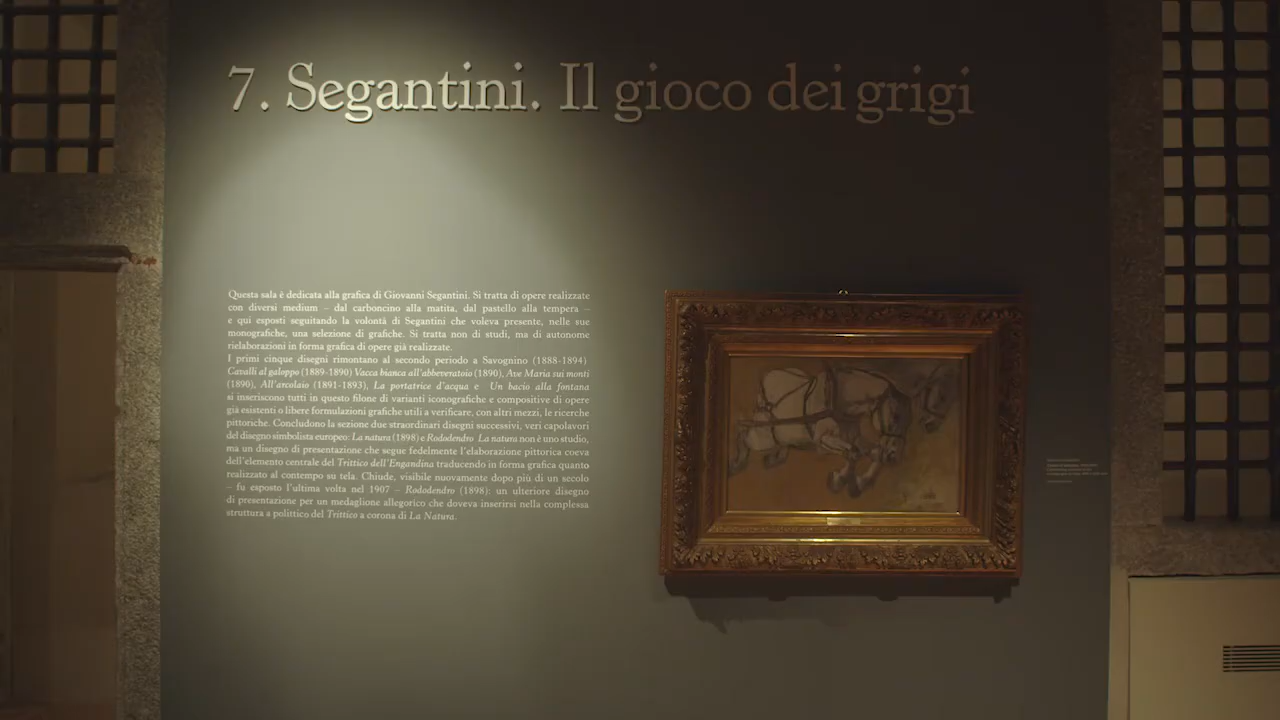 7. Segantini. Il gioco dei grigi
Questa sala è dedicata alla grafica di Giovanni Segantini. Si tratta di opere realizzate
con diversi medium – dal carboncino alla matita, dal pastello alla tempera –
e qui esposti seguitando la volontà di Segantini che voleva presente, nelle sue
monografiche, una selezione di grafiche. Si tratta non di studi, ma di autonome
rielaborazioni in forma grafica di opere già realizzate.
I primi cinque disegni rimontano al secondo periodo a Savognino (1888-1894)
Cavalli al galoppo (1889-1890) Vacca bianca all'abbeveratoio (1890), Ave Maria sui monti
(1890), All'arcolaio (1891-1893), La portatrice d'acqua e Un bacio alla fontana
si inseriscono tutti in questo filone di varianti iconografiche e compositive di opere
già esistenti o libere formulazioni grafiche utili a verificare, con altri mezzi, le ricerche
pittoriche. Concludono la sezione due straordinari disegni successivi, veri capolavori
del disegno simbolista europeo: La natura (1898) e Rododendro La natura non è uno studio,
ma un disegno di presentazione che segue fedelmente l'elaborazione pittorica coeva
dell'elemento centrale del Trittico dell'Engandina traducendo in forma grafica quanto
realizzato al contempo su tela. Chiude, visibile nuovamente dopo più di un secolo
– fu esposto l'ultima volta nel 1907 – Rododendro (1898): un ulteriore disegno
di presentazione per un medaglione allegorico che doveva inserirsi nella complessa
struttura a polittico del Trittico a corona di La Natura.